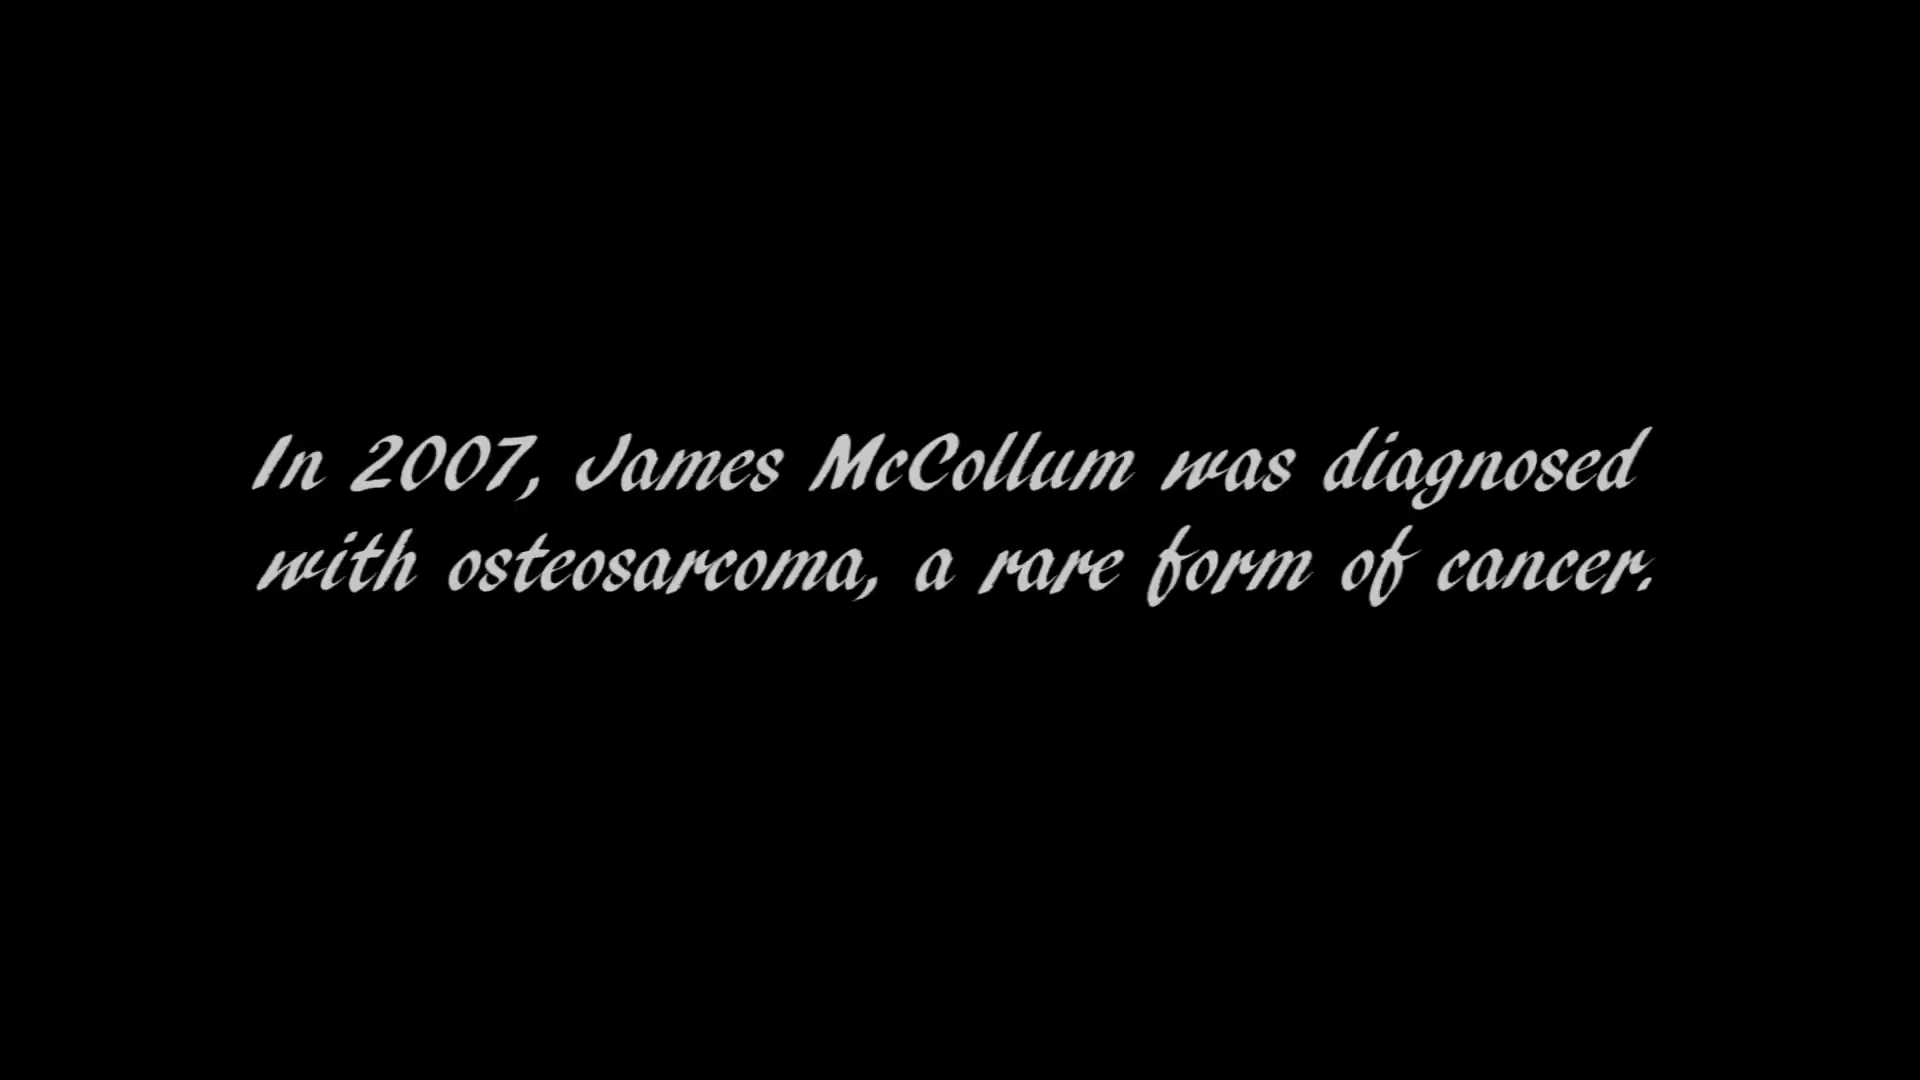 In 2007, James McCollum was diagnosed
with osteosarcoma, a rare form of cancer.